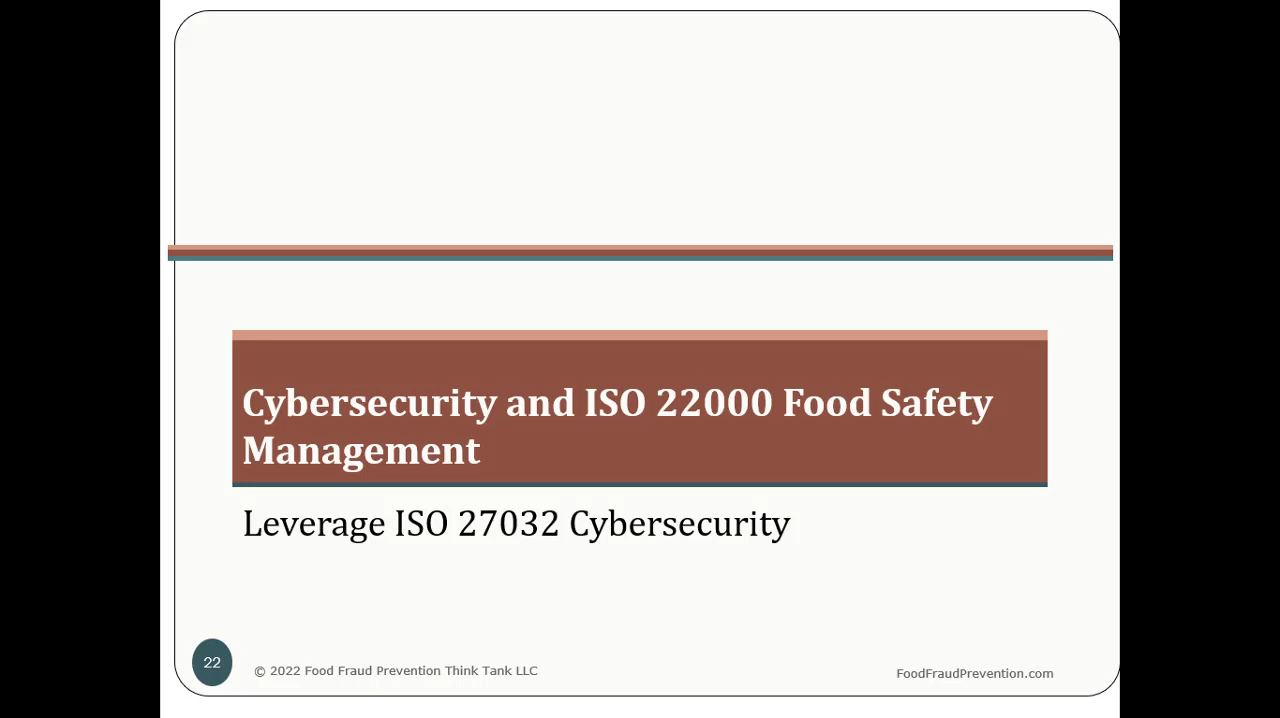 Cybersecurity and ISO 22000 Food Safety
Management
Leverage ISO 27032 Cybersecurity
22
© 2022 Food Fraud Prevention Think Tank LLC
FoodFraudPrevention.com